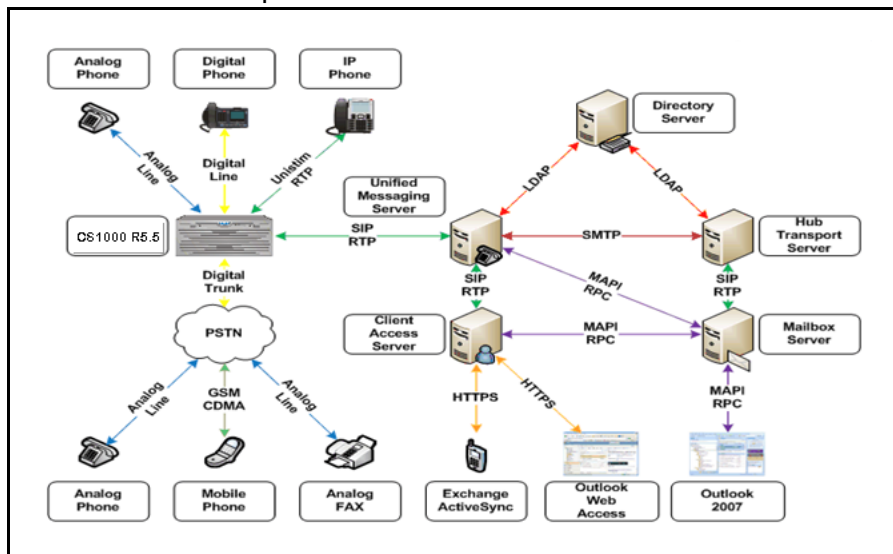 Analog
Phone
Digital
Phone
IP
Phone
Directory
Server
Analog
Line
Digital
Line
Unistim
RTP
LDAP
LDAP
Unified
Messaging
Server
CS1000 R5.5
SIP
RTP
SMTP
Hub
Transport
Server
Digital
Trunk
SIP
RTP
MAPI
RPC
SIP
RTP
PSTN
Client
Access
Server
MAPI
RPC
Mailbox
Server
Analog
Line
GSM
CDMA
Analog
Line
HTTPS
HTTPS
MAPI
RPC
Analog
Phone
Mobile
Phone
Analog
FAX
Exchange
ActiveSync
Outlook
Web
Access
Outlook
2007